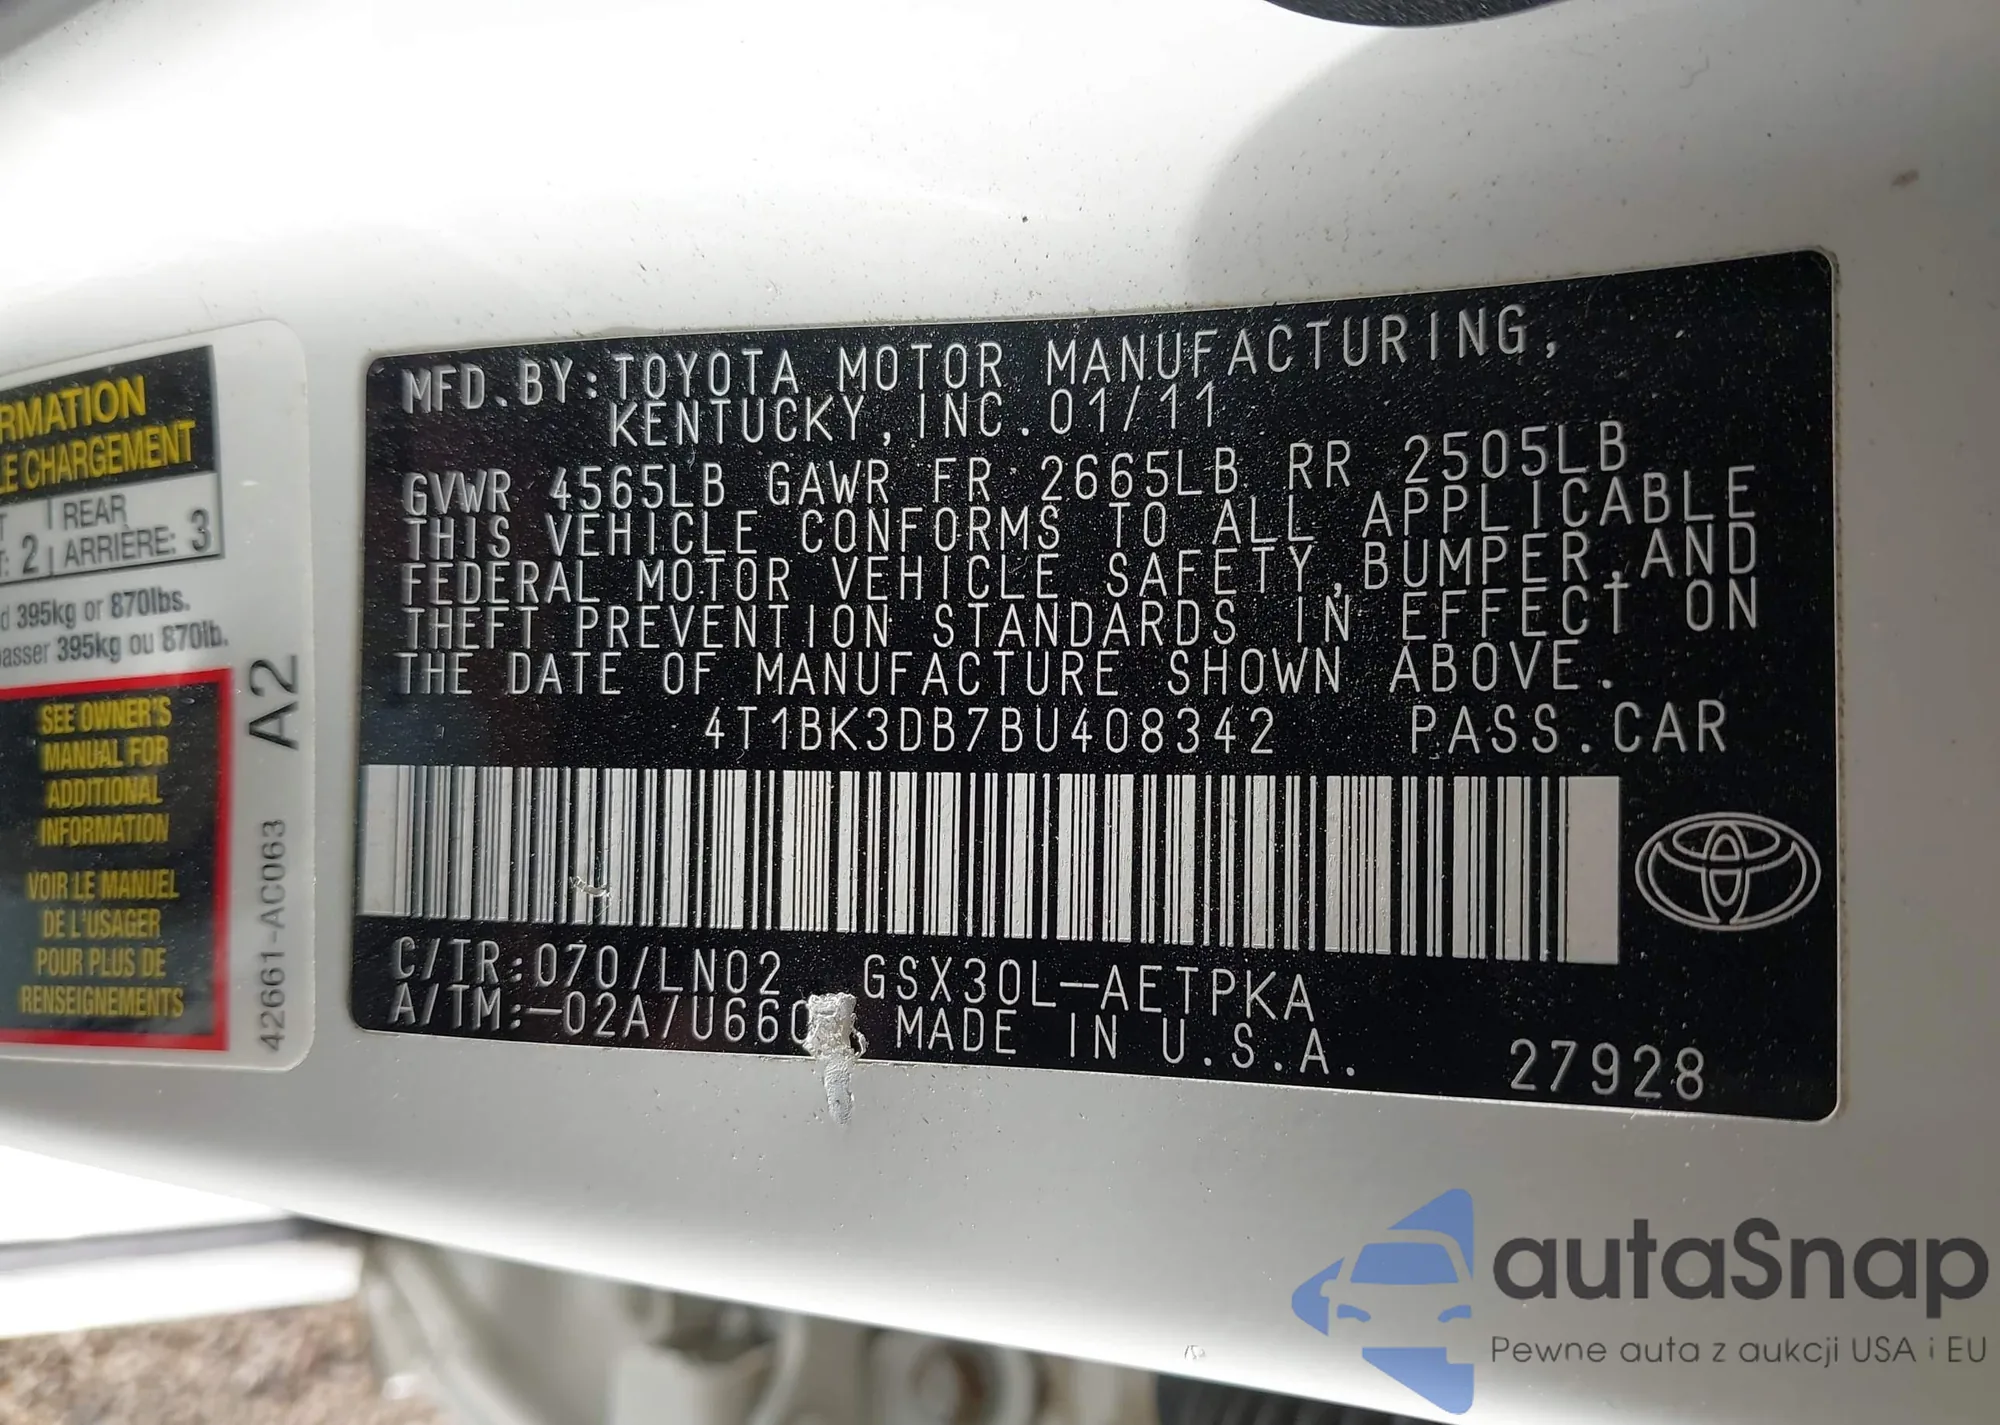 RMATION
LE CHARGEMENT
REAR
: 2 ARRIÈRE: 3
d 395kg or 870lbs.
passer 395kg ou 870lb.
SEE OWNER'S
MANUAL FOR
ADDITIONAL
INFORMATION
VOIR LE MANUEL
DE L'USAGER
POUR PLUS DE
RENSEIGNEMENTS
42661-AC063 A2
MFD.BY:TOYOTA MOTOR MANUFACTURING,
KENTUCKY,INC.01/11
GVWR 4565LB GAWR FR 2665LB RR 2505LB
THIS VEHICLE CONFORMS TO ALL APPLICABLE
FEDERAL MOTOR VEHICLE SAFETY,BUMPER,AND
THEFT PREVENTION STANDARDS IN EFFECT ON
THE DATE OF MANUFACTURE SHOWN ABOVE.
4T1BK3DB7BU408342 PASS.CAR
C/TR:070/LN02 GSX30L-AETPKA
A/TM:-02A/U660 MADE IN U.S.A.
27928
autaSnap
Pewne auta z aukcji USA i EU